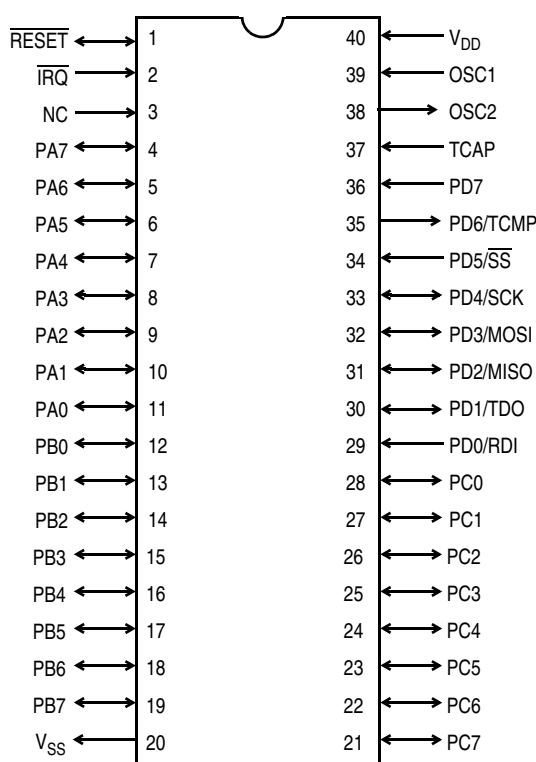 RESET 1 40 VDD
IRQ 2 39 OSC1
NC 3 38 OSC2
PA7 4 37 TCAP
PA6 5 36 PD7
PA5 6 35 PD6/TCMP
PA4 7 34 PD5/SS
PA3 8 33 PD4/SCK
PA2 9 32 PD3/MOSI
PA1 10 31 PD2/MISO
PA0 11 30 PD1/TDO
PB0 12 29 PD0/RDI
PB1 13 28 PC0
PB2 14 27 PC1
PB3 15 26 PC2
PB4 16 25 PC3
PB5 17 24 PC4
PB6 18 23 PC5
PB7 19 22 PC6
VSS 20 21 PC7